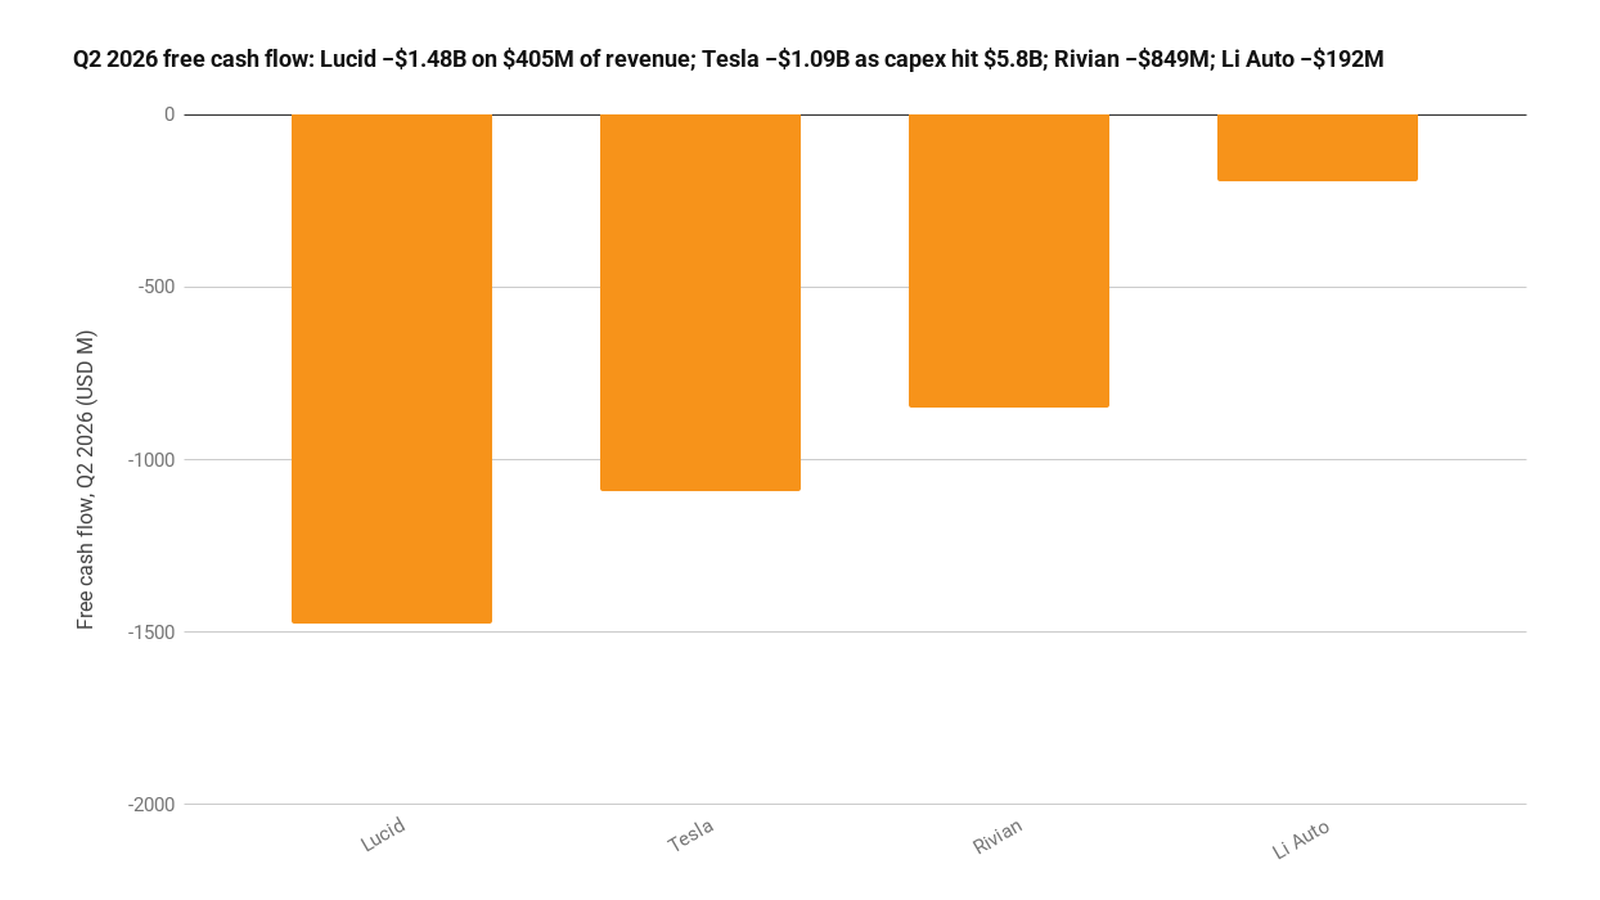 Q2 2026 free cash flow: Lucid −$1.48B on $405M of revenue; Tesla −$1.09B as capex hit $5.8B; Rivian −$849M; Li Auto −$192M
Free cash flow, Q2 2026 (USD M)
0
-500
-1000
-1500
-2000
Lucid
Tesla
Rivian
Li Auto